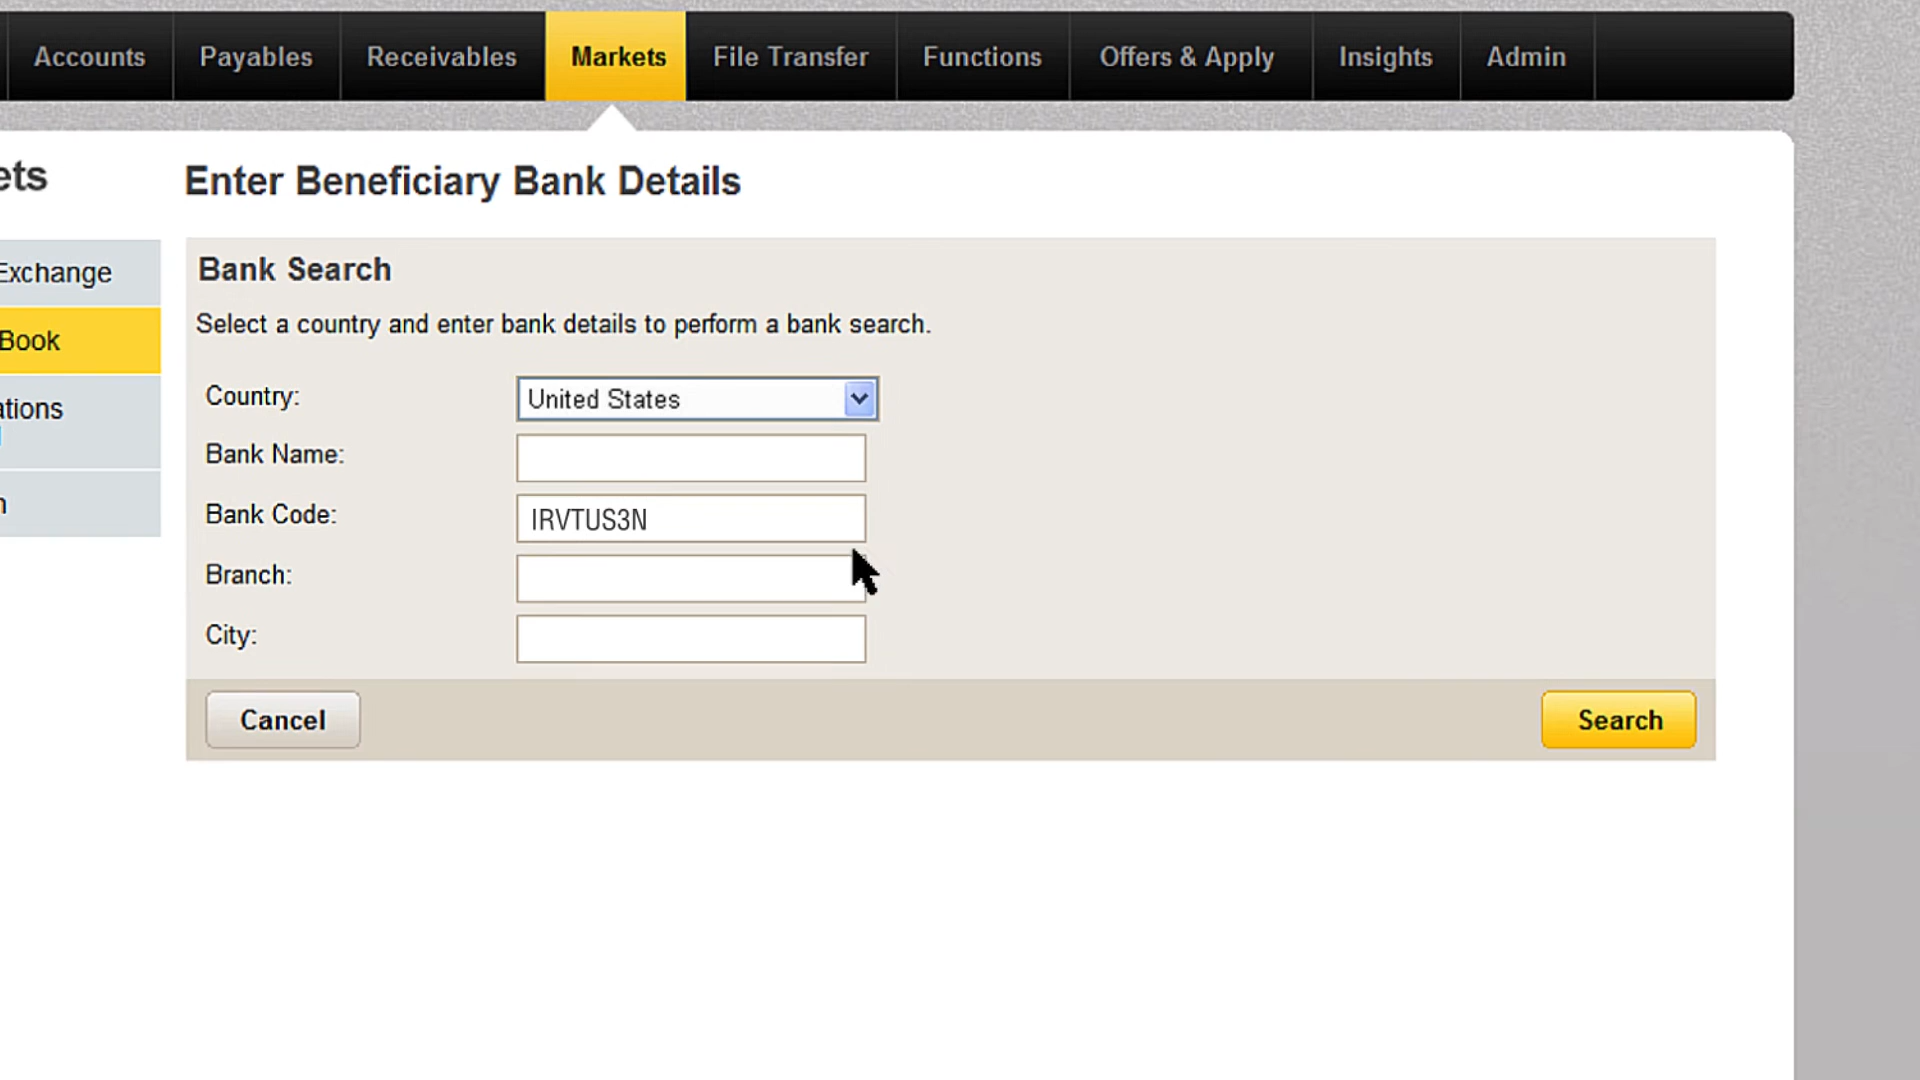 Accounts Payables Receivables Markets File Transfer Functions Offers & Apply Insights Admin
ets
Enter Beneficiary Bank Details
Exchange
Book
ations
n
Bank Search
Select a country and enter bank details to perform a bank search.
Country: United States
Bank Name:
Bank Code: IRVTUS3N
Branch:
City:
Cancel Search